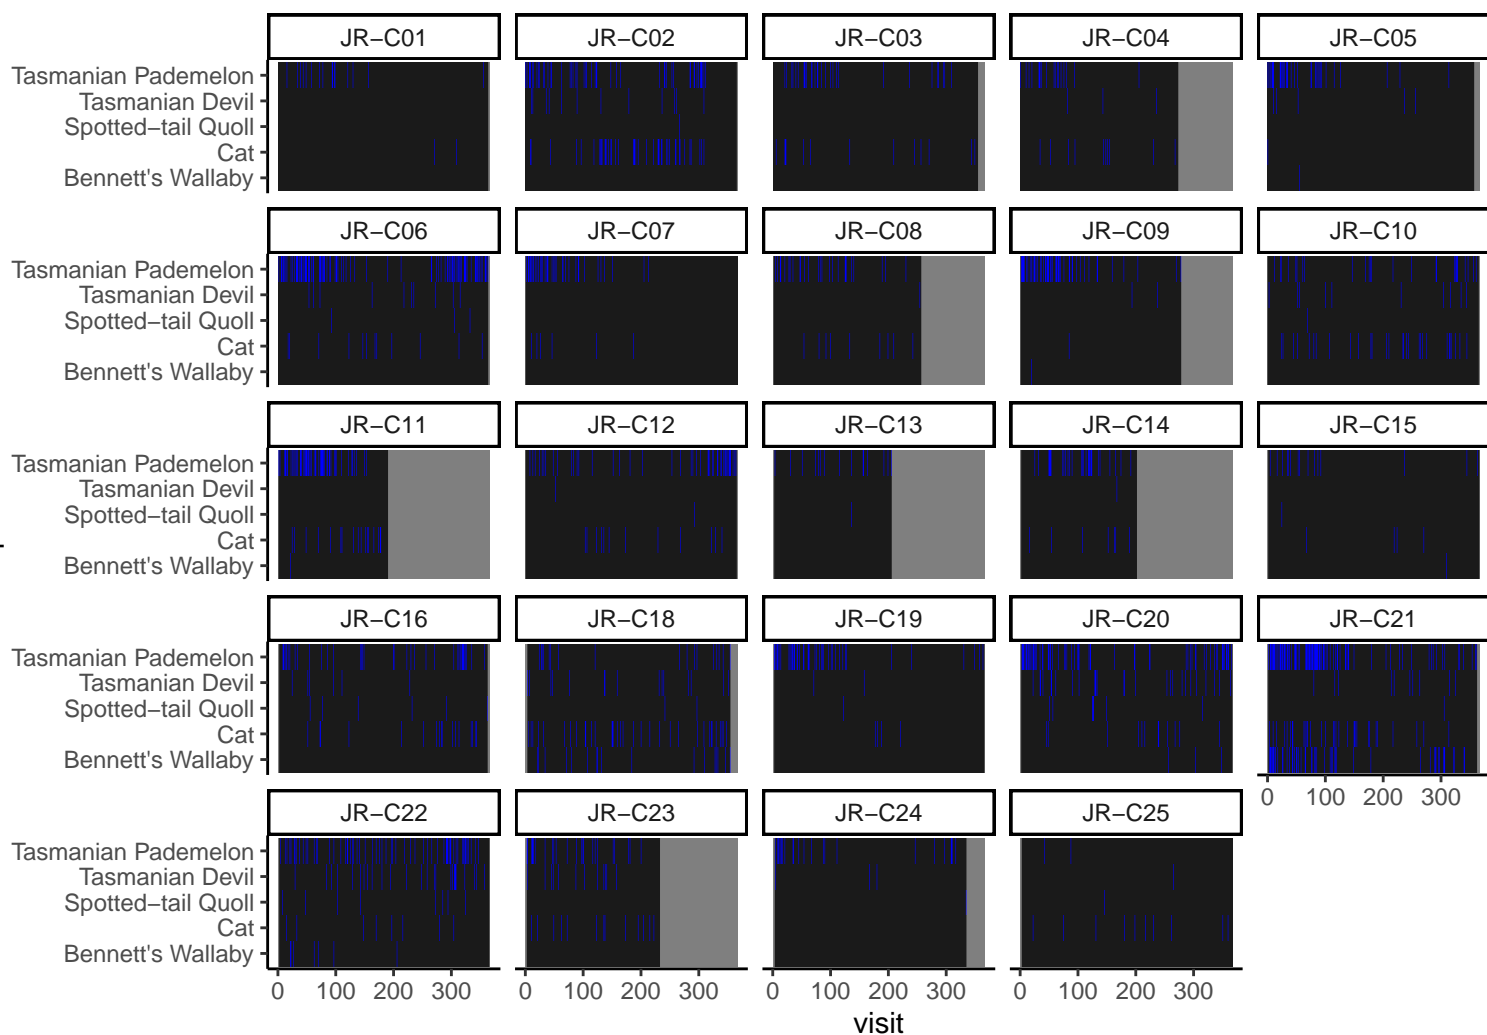 JR−C01 JR−C02 JR−C03 JR−C04 JR−C05
Tasmanian Pademelon
Tasmanian Devil
Spotted−tail Quoll
Cat
Bennett's Wallaby
JR−C06 JR−C07 JR−C08 JR−C09 JR−C10
Tasmanian Pademelon
Tasmanian Devil
Spotted−tail Quoll
Cat
Bennett's Wallaby
JR−C11 JR−C12 JR−C13 JR−C14 JR−C15
Tasmanian Pademelon
Tasmanian Devil
Spotted−tail Quoll
Cat
Bennett's Wallaby
JR−C16 JR−C18 JR−C19 JR−C20 JR−C21
Tasmanian Pademelon
Tasmanian Devil
Spotted−tail Quoll
Cat
Bennett's Wallaby
0 100 200 300
JR−C22 JR−C23 JR−C24 JR−C25
Tasmanian Pademelon
Tasmanian Devil
Spotted−tail Quoll
Cat
Bennett's Wallaby
0 100 200 300 0 100 200 300 0 100 200 300 0 100 200 300
visit